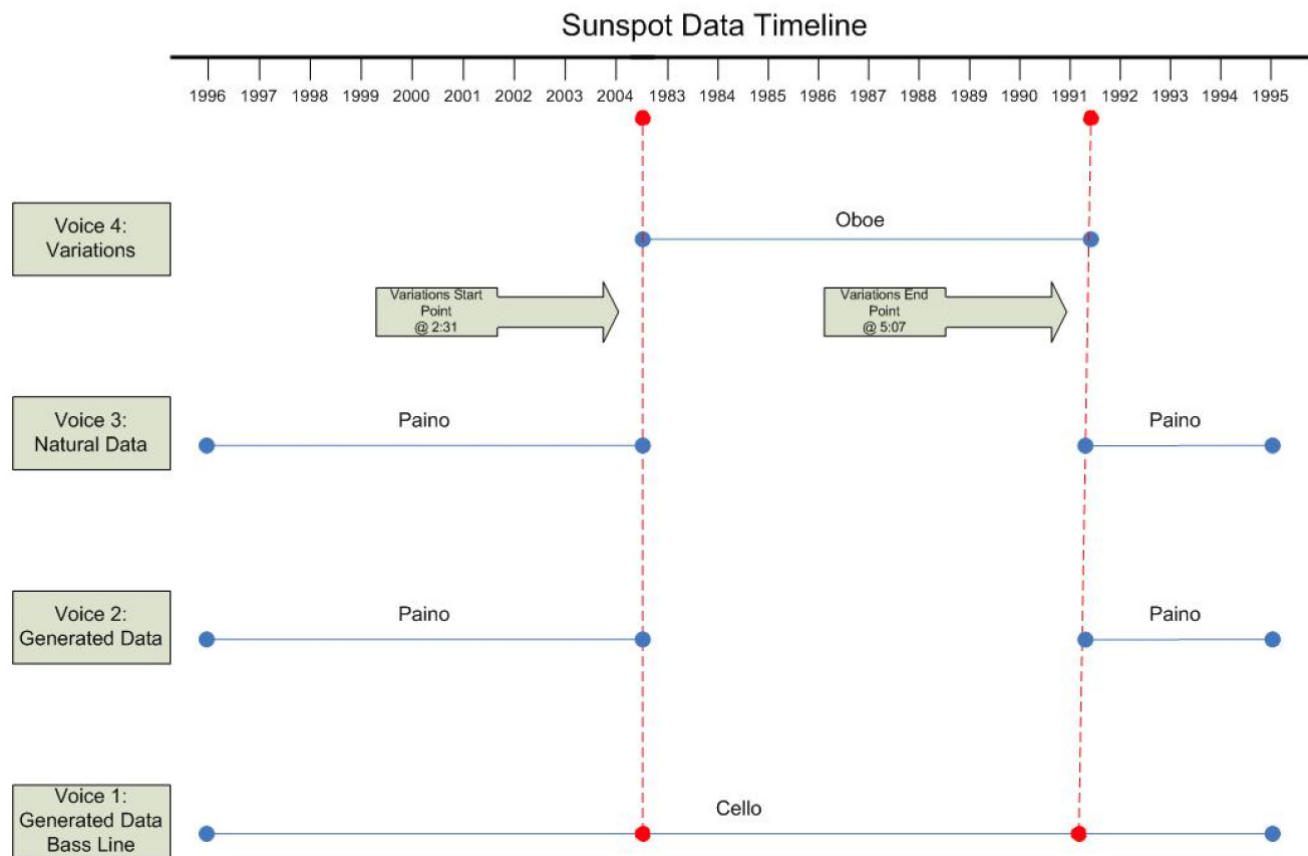 Sunspot Data Timeline
1996 1997 1998 1999 2000 2001 2002 2003 2004 1983 1984 1985 1986 1987 1988 1989 1990 1991 1992 1993 1994 1995
Voice 4:
Variations
Oboe
Variations Start
Point
@ 2:31
Variations End
Point
@ 5:07
Voice 3:
Natural Data
Paino
Paino
Voice 2:
Generated Data
Paino
Paino
Voice 1:
Generated Data
Bass Line
Cello